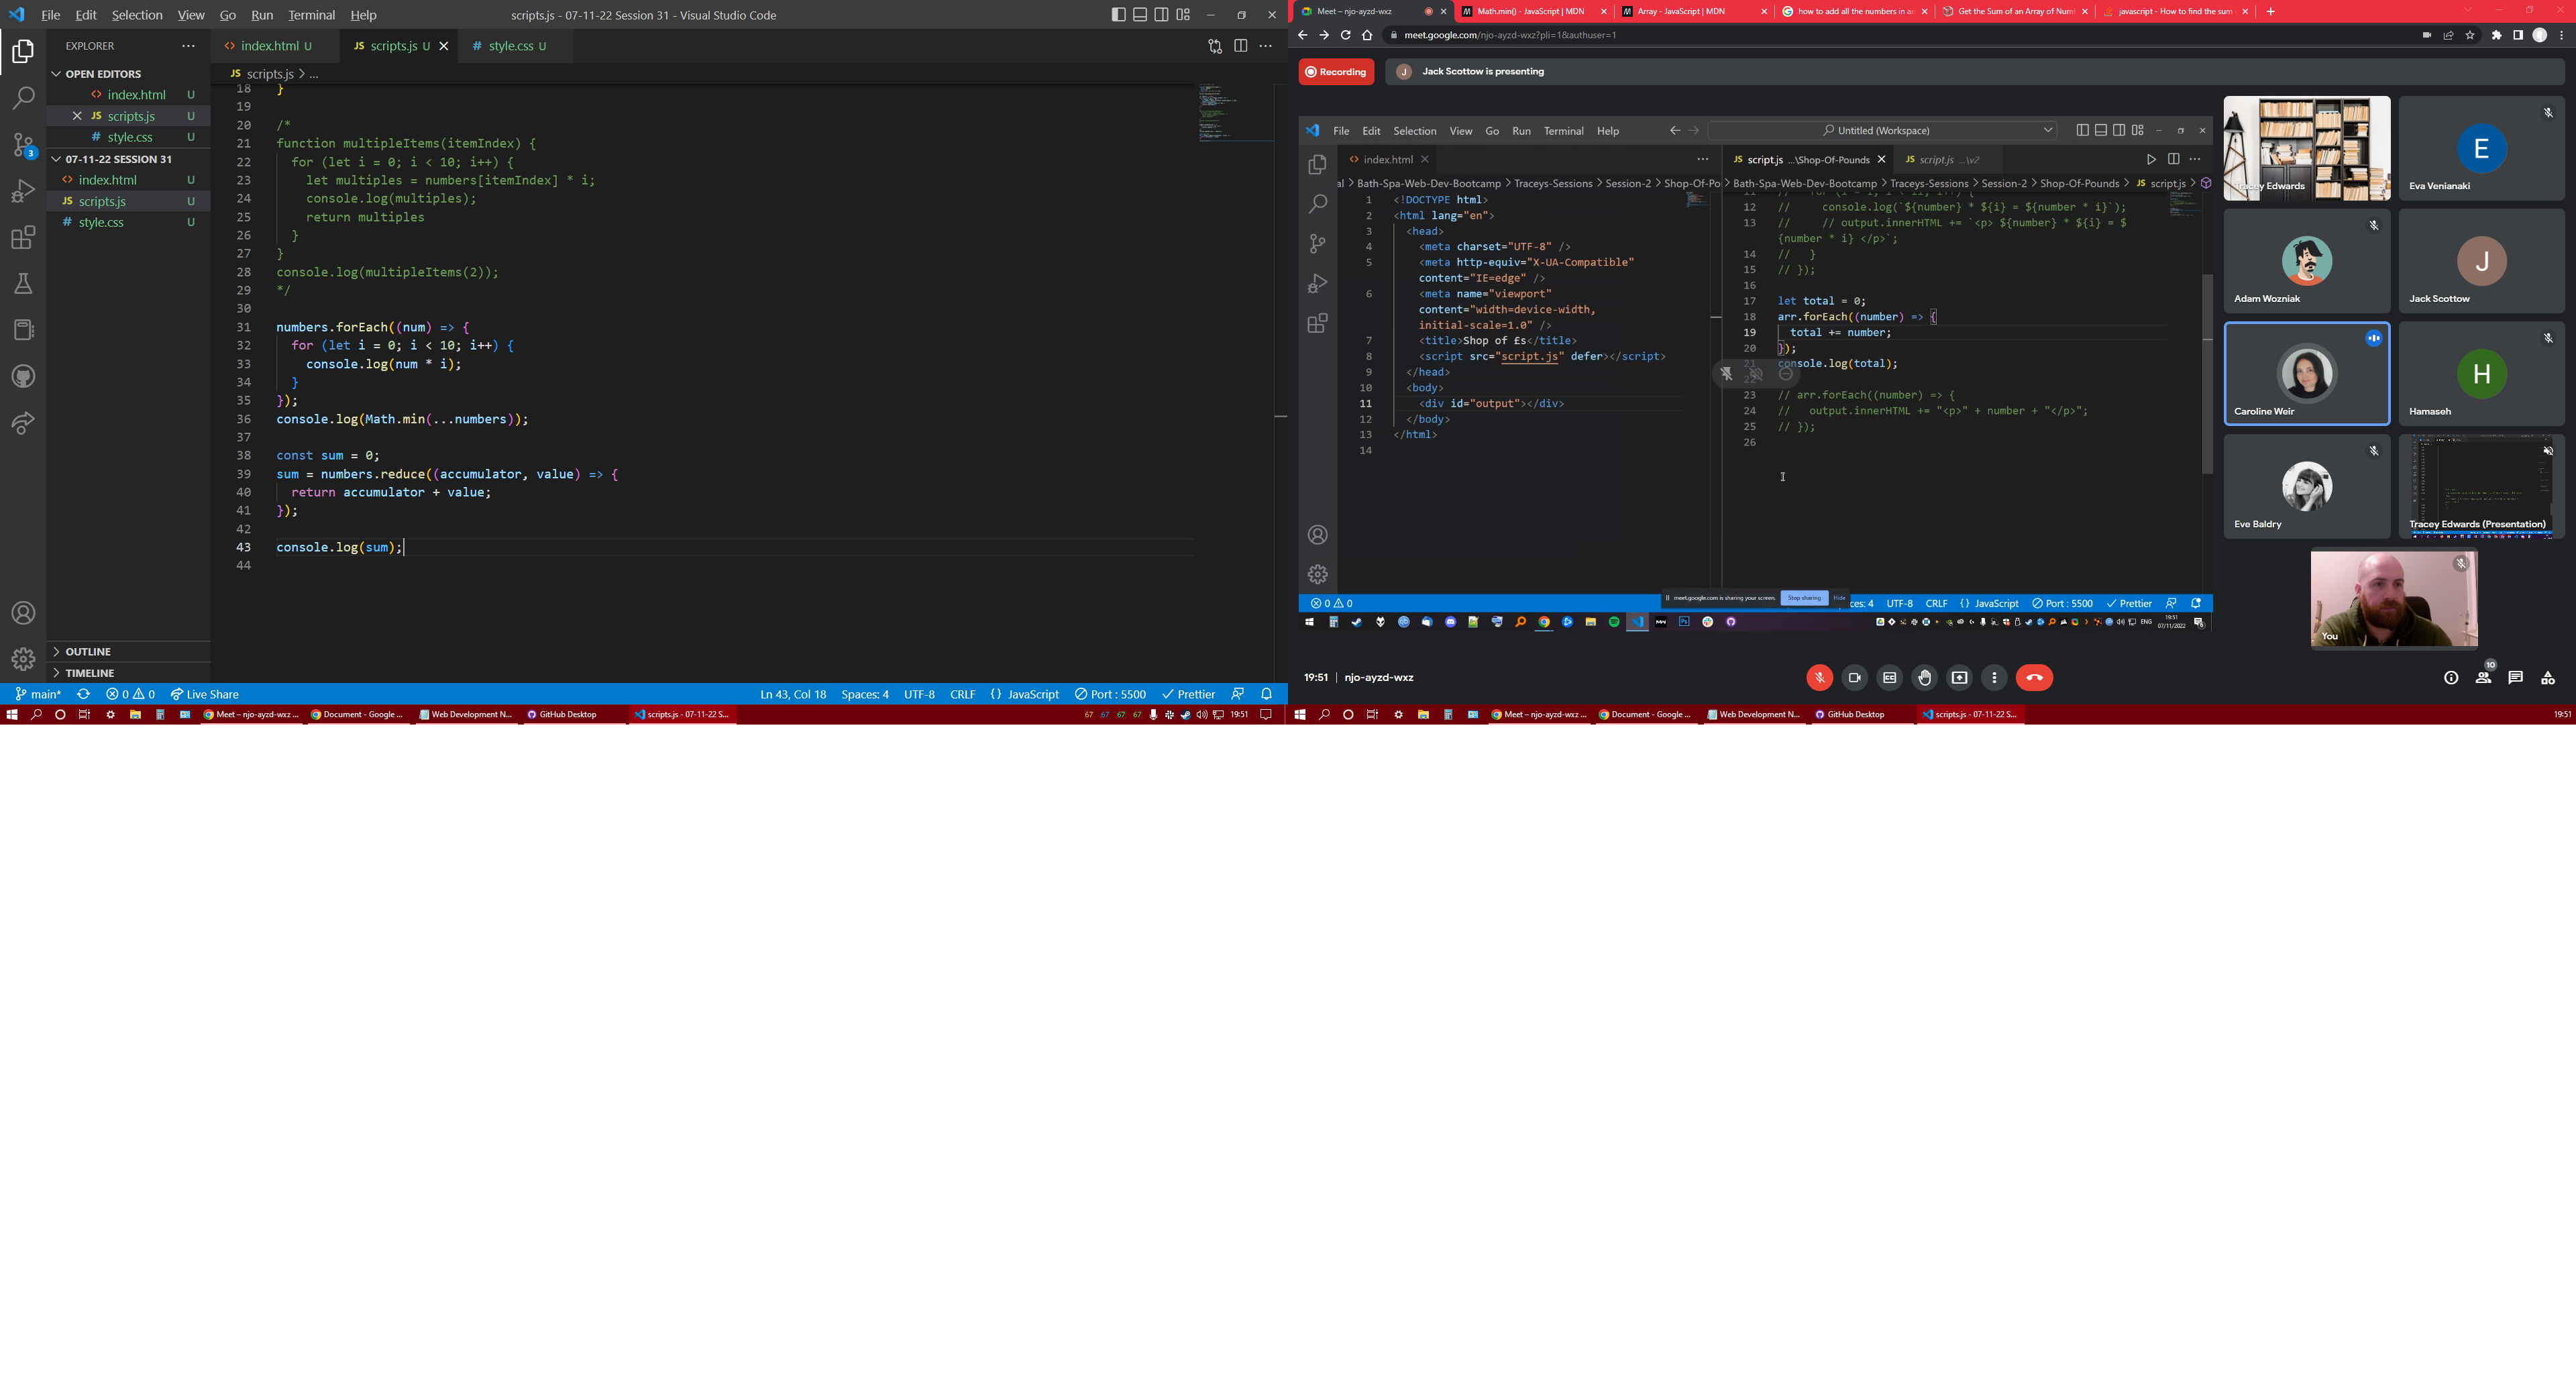 File Edit Selection View Go Run Terminal Help
scripts.js - 07-11-22 Session 31 - Visual Studio Code
EXPLORER
OPEN EDITORS
index.html U
scripts.js U
style.css U
07-11-22 SESSION 31
index.html U
scripts.js U
style.css U
OUTLINE
TIMELINE
3
index.html U
JS scripts.js U
# style.css U
JS scripts.js > ...
18 }
19
20 /*
21 function multipleItems(itemIndex) {
22 for (let i = 0; i < 10; i++) {
23 let multiples = numbers[itemIndex] * i;
24 console.log(multiples);
25 return multiples
26 }
27 }
28 console.log(multipleItems(2));
29 */
30
31 numbers.forEach((num) => {
32 for (let i = 0; i < 10; i++) {
33 console.log(num * i);
34 }
35 });
36 console.log(Math.min(...numbers));
37
38 const sum = 0;
39 sum = numbers.reduce((accumulator, value) => {
40 return accumulator + value;
41 });
42
43 console.log(sum);
44
main* 0 0 Live Share
Ln 43, Col 18 Spaces: 4 UTF-8 CRLF {} JavaScript Port : 5500 Prettier
Meet – njo-ayzd-wxz ... Document - Google ... Web Development N... GitHub Desktop scripts.js - 07-11-22 S...
67 67 67 67 19:51
Meet – njo-ayzd-wxz
Math.min() - JavaScript | MDN
Array - JavaScript | MDN
how to add all the numbers in an
Get the Sum of an Array of Num
javascript - How to find the sum
meet.google.com/njo-ayzd-wxz?pli=1&authuser=1
Recording
J Jack Scottow is presenting
File Edit Selection View Go Run Terminal Help
Untitled (Workspace)
index.html
JS script.js ...\Shop-Of-Pounds
JS script.js ...\v2
al > Bath-Spa-Web-Dev-Bootcamp > Traceys-Sessions > Session-2 > Shop-Of-Po
1 <!DOCTYPE html>
2 <html lang="en">
3 <head>
4 <meta charset="UTF-8" />
5 <meta http-equiv="X-UA-Compatible"
content="IE=edge" />
6 <meta name="viewport"
content="width=device-width,
initial-scale=1.0" />
7 <title>Shop of £s</title>
8 <script src="script.js" defer></script>
9 </head>
10 <body>
11 <div id="output"></div>
12 </body>
13 </html>
14
Bath-Spa-Web-Dev-Bootcamp > Traceys-Sessions > Session-2 > Shop-Of-Pounds > JS script.js >
12 // console.log(`${number} * ${i} = ${number * i}`);
13 // // output.innerHTML += `<p> ${number} * ${i} = $
{number * i} </p>`;
14 // }
15 // });
16
17 let total = 0;
18 arr.forEach((number) => {
19 total += number;
20 });
21 console.log(total);
23 // arr.forEach((number) => {
24 // output.innerHTML += "<p>" + number + "</p>";
25 // });
26
0 0
meet.google.com is sharing your screen. Stop sharing Hide
ces: 4 UTF-8 CRLF {} JavaScript Port : 5500 Prettier
ENG 19:51
07/11/2022
Tracey Edwards
E
Eva Venianaki
Adam Wozniak
J
Jack Scottow
Caroline Weir
H
Hamaseh
Eve Baldry
Tracey Edwards (Presentation)
You
19:51 | njo-ayzd-wxz
10
Meet – njo-ayzd-wxz ... Document - Google ... Web Development N... GitHub Desktop scripts.js - 07-11-22 S...
19:51